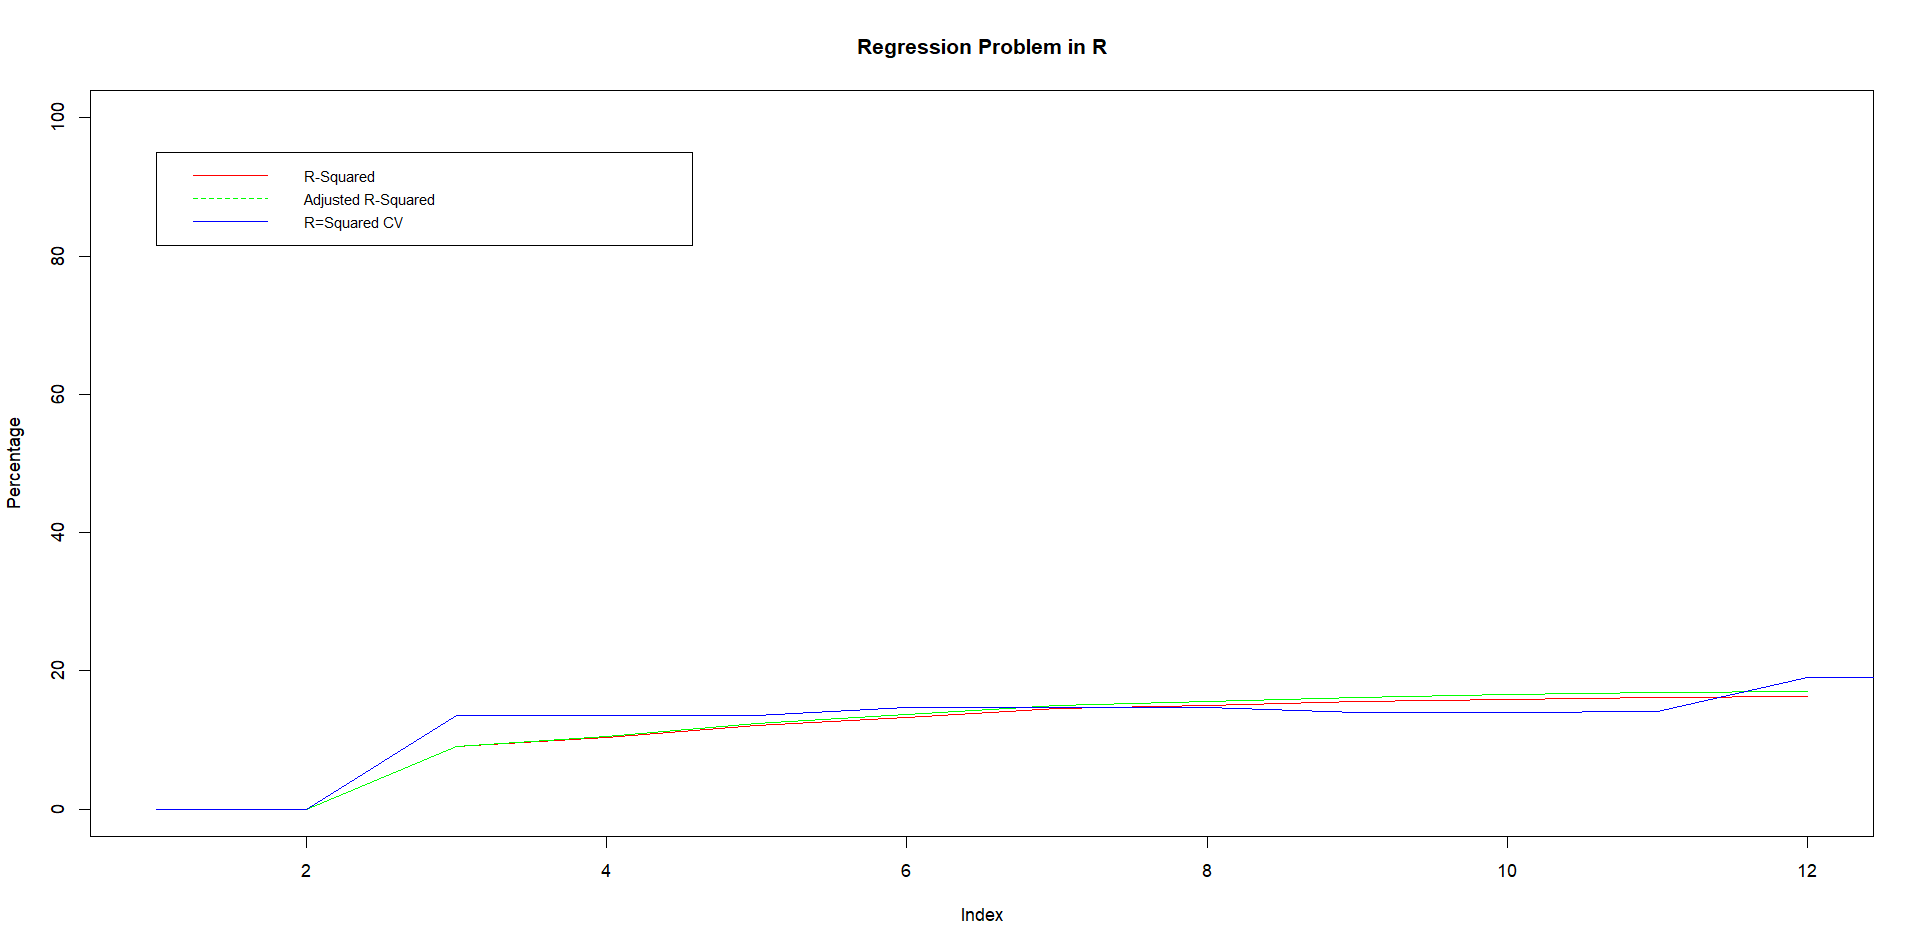 Regression Problem in R
100
80
60
40
20
0
Percentage
R-Squared
Adjusted R-Squared
R=Squared CV
2 4 6 8 10 12
Index